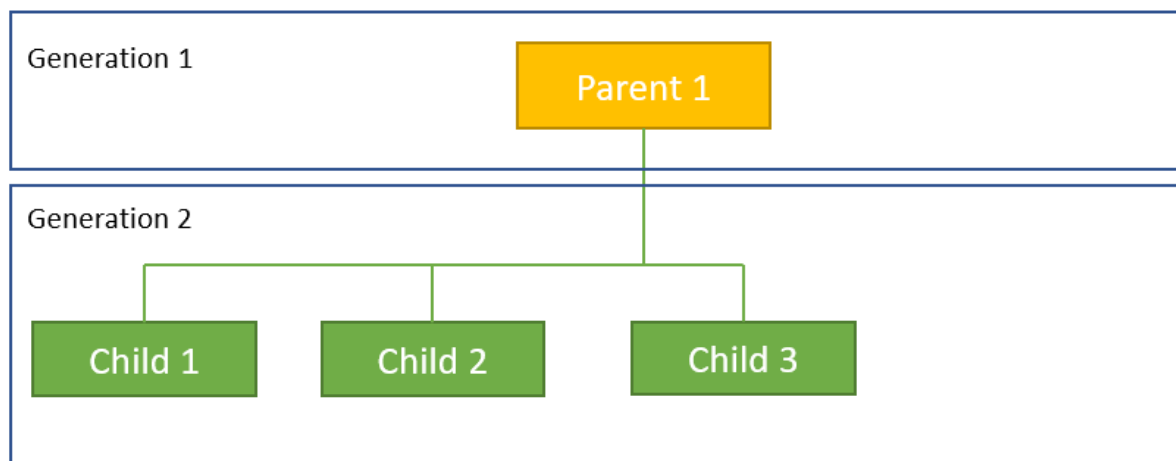 Generation 1
Parent 1
Generation 2
Child 1
Child 2
Child 3